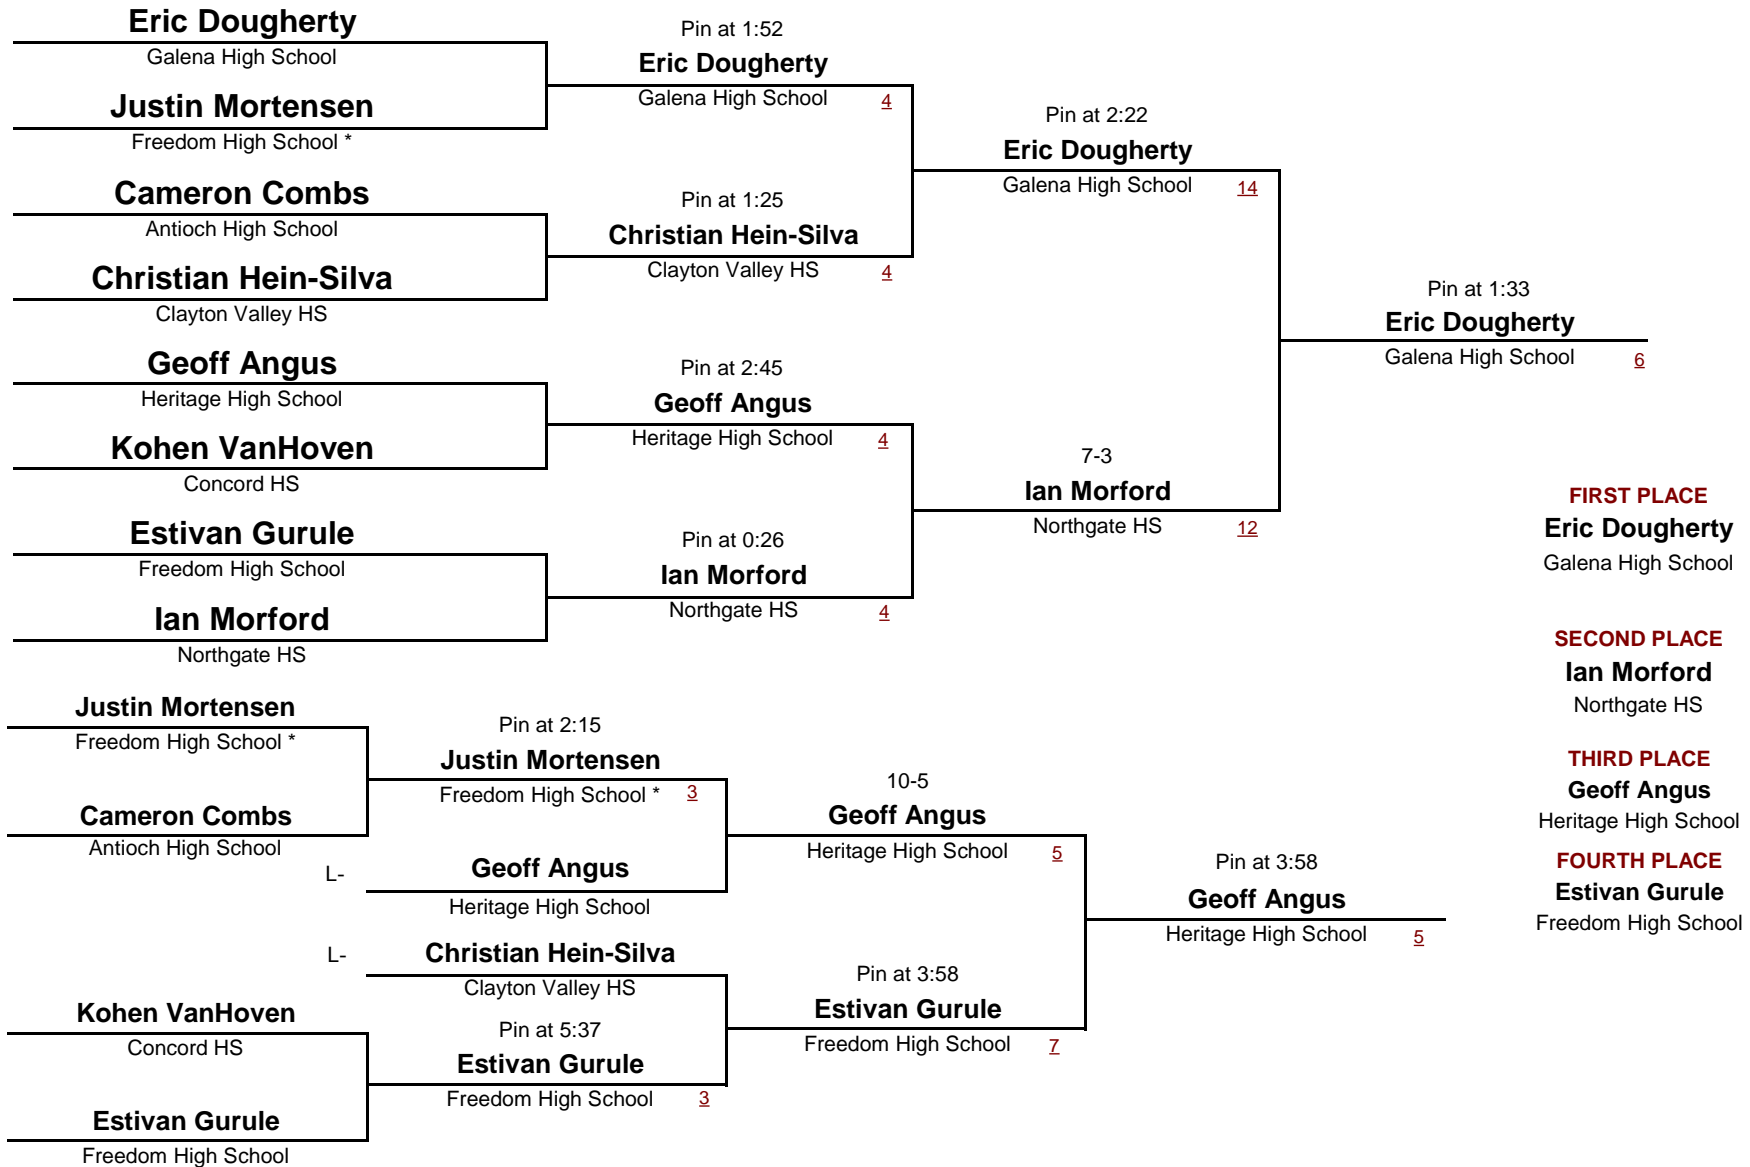 Eric Dougherty
Galena High School
Justin Mortensen
Freedom High School *
Cameron Combs
Antioch High School
Christian Hein-Silva
Clayton Valley HS
Geoff Angus
Heritage High School
Kohen VanHoven
Concord HS
Estivan Gurule
Freedom High School
Ian Morford
Northgate HS
Pin at 1:52
Eric Dougherty
Galena High School 4
Pin at 1:25
Christian Hein-Silva
Clayton Valley HS 4
Pin at 2:45
Geoff Angus
Heritage High School 4
Pin at 0:26
Ian Morford
Northgate HS 4
Pin at 2:22
Eric Dougherty
Galena High School 14
7-3
Ian Morford
Northgate HS 12
Pin at 1:33
Eric Dougherty
Galena High School 6
Justin Mortensen
Freedom High School *
Cameron Combs
Antioch High School
Kohen VanHoven
Concord HS
Estivan Gurule
Freedom High School
Pin at 2:15
Justin Mortensen
Freedom High School * 3
L- Geoff Angus
Heritage High School
L- Christian Hein-Silva
Clayton Valley HS
Pin at 5:37
Estivan Gurule
Freedom High School 3
10-5
Geoff Angus
Heritage High School 5
Pin at 3:58
Estivan Gurule
Freedom High School 7
Pin at 3:58
Geoff Angus
Heritage High School 5
FIRST PLACE
Eric Dougherty
Galena High School
SECOND PLACE
Ian Morford
Northgate HS
THIRD PLACE
Geoff Angus
Heritage High School
FOURTH PLACE
Estivan Gurule
Freedom High School